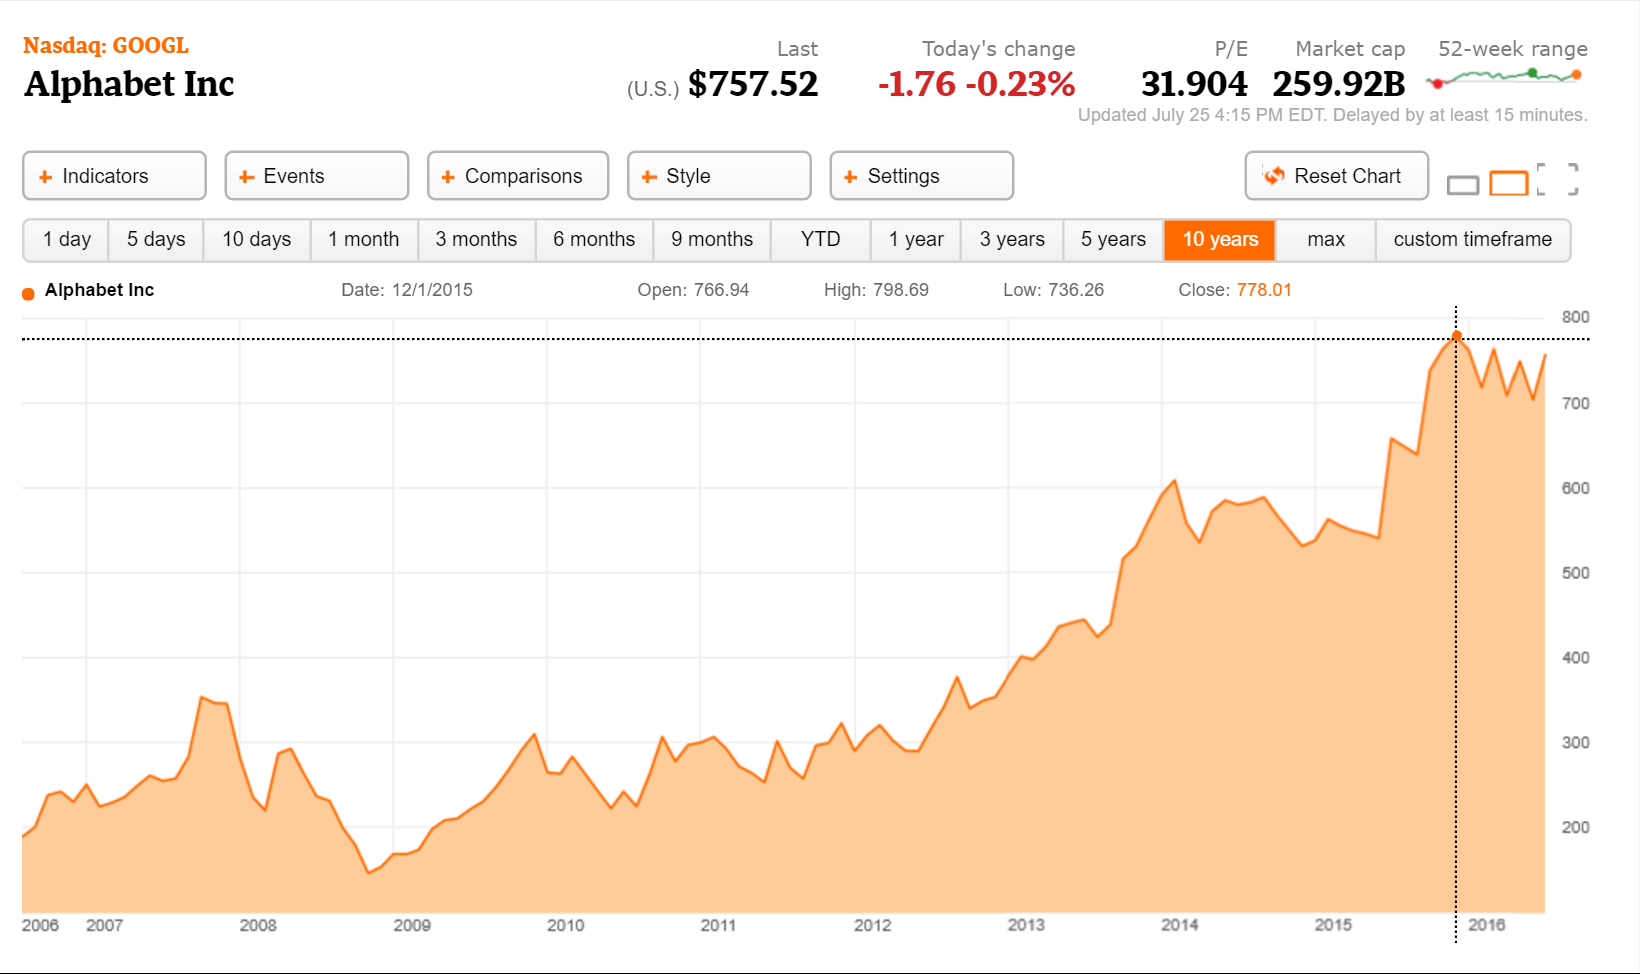 Nasdaq: GOOGL
Alphabet Inc
Last
(U.S.) $757.52
Today's change
-1.76 -0.23%
P/E
31.904
Market cap
259.92B
52-week range
Updated July 25 4:15 PM EDT. Delayed by at least 15 minutes.
+ Indicators
+ Events
+ Comparisons
+ Style
+ Settings
Reset Chart
1 day
5 days
10 days
1 month
3 months
6 months
9 months
YTD
1 year
3 years
5 years
10 years
max
custom timeframe
Alphabet Inc
Date: 12/1/2015
Open: 766.94
High: 798.69
Low: 736.26
Close: 778.01
800
700
600
500
400
300
200
2006
2007
2008
2009
2010
2011
2012
2013
2014
2015
2016